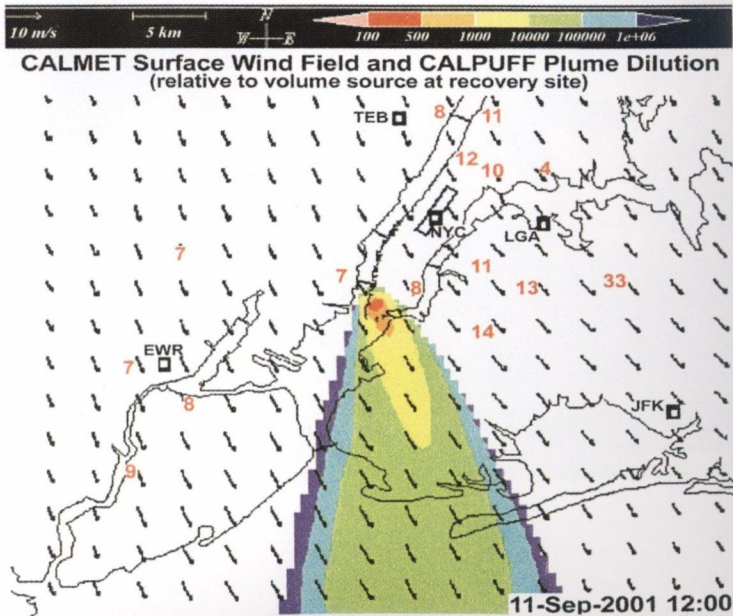 10 m/s
5 km
N
W E
100 500 1000 10000 100000 1e+06
CALMET Surface Wind Field and CALPUFF Plume Dilution
(relative to volume source at recovery site)
TEB
8
11
12
10
4
NYC
LGA
7
7
8
11
13
33
14
EWR
7
8
JFK
9
11-Sep-2001 12:00